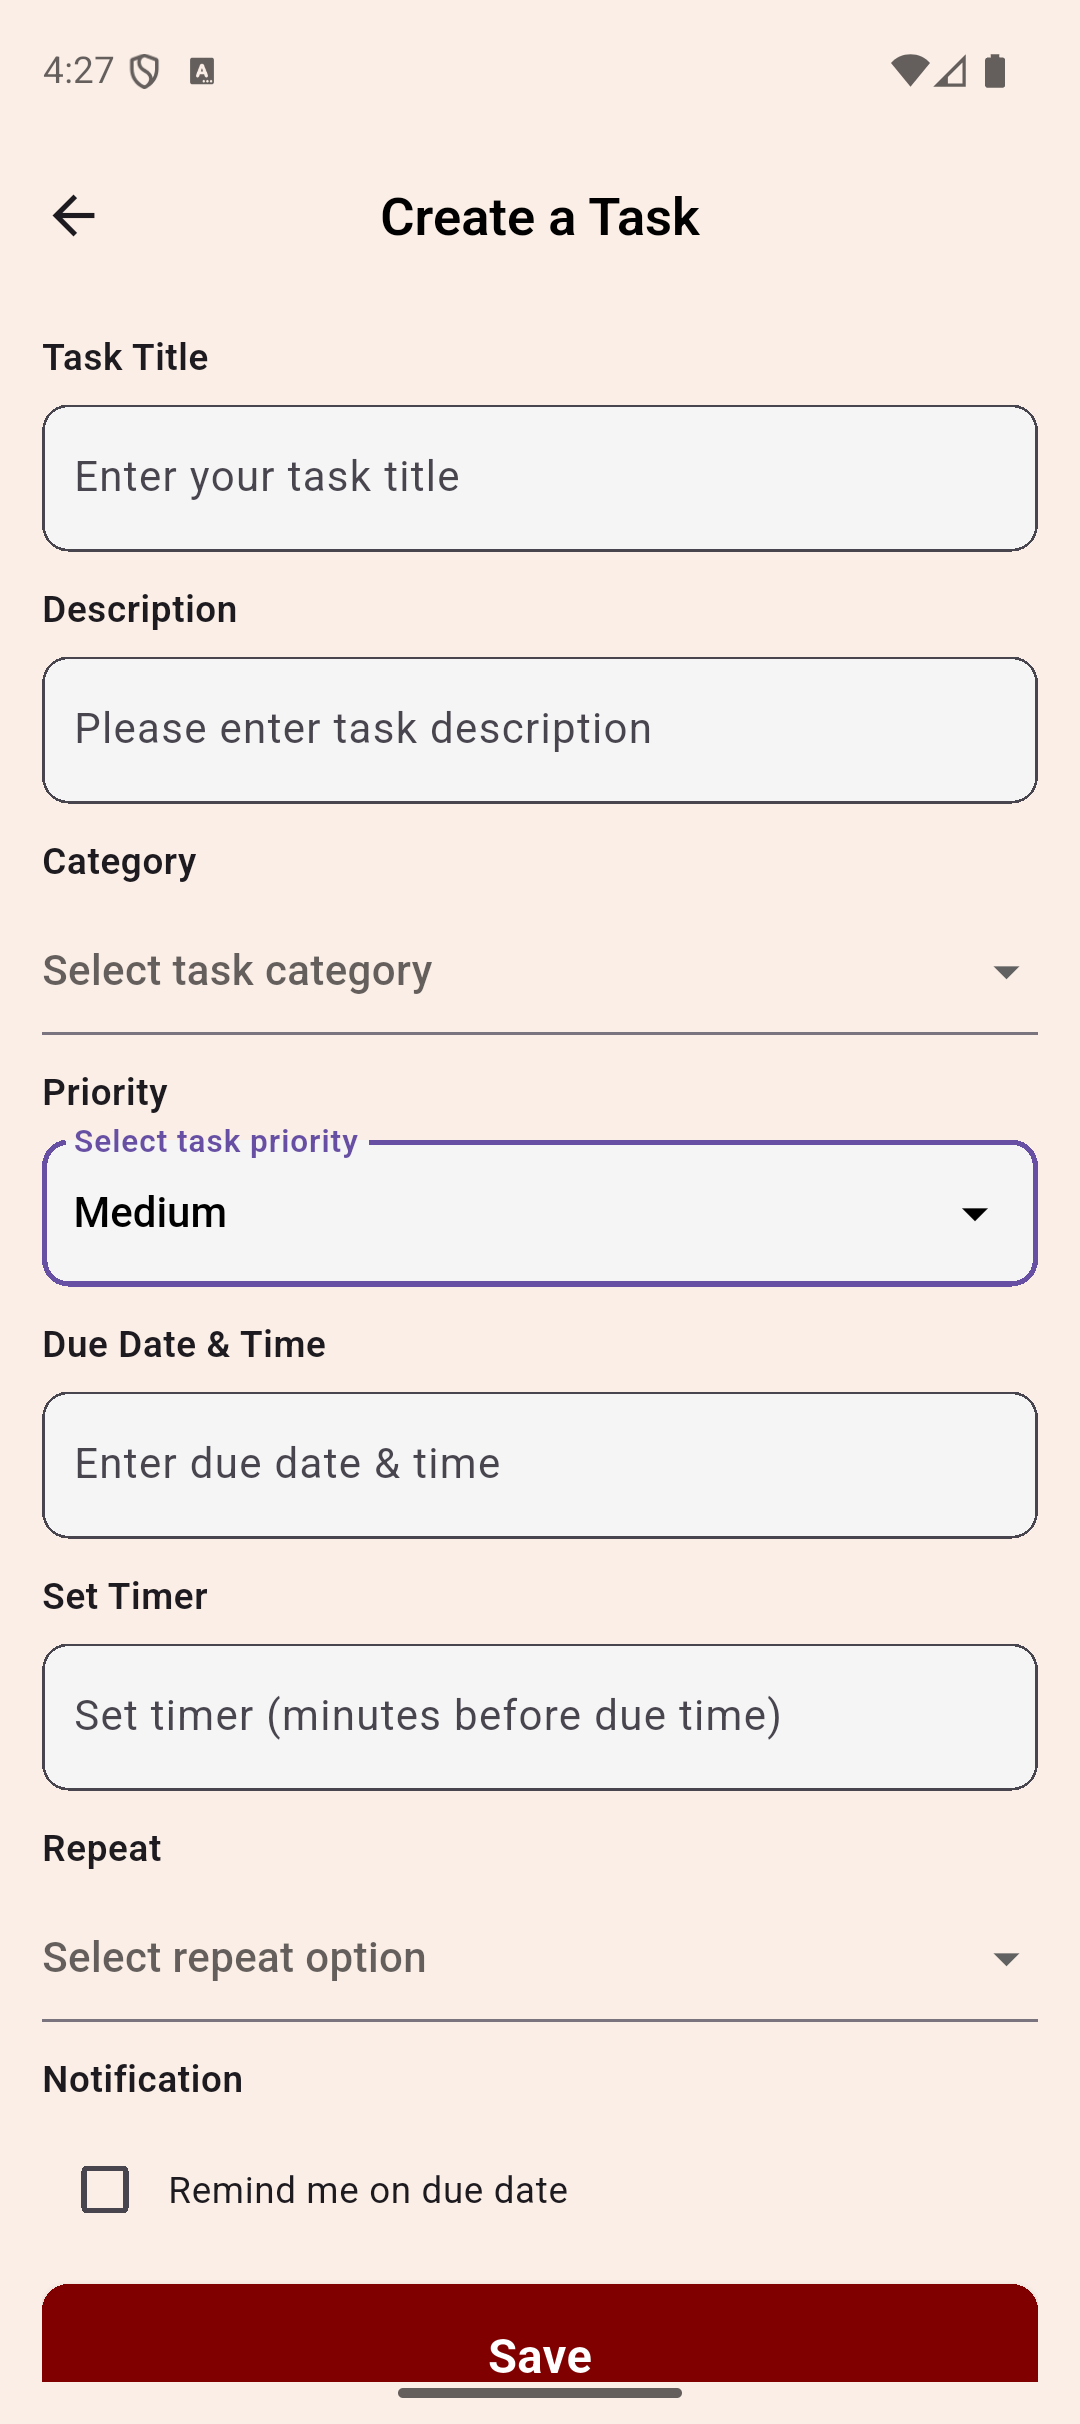 4:27
Create a Task
Task Title
Enter your task title
Description
Please enter task description
Category
Select task category
Priority
Select task priority
Medium
Due Date & Time
Enter due date & time
Set Timer
Set timer (minutes before due time)
Repeat
Select repeat option
Notification
Remind me on due date
Save